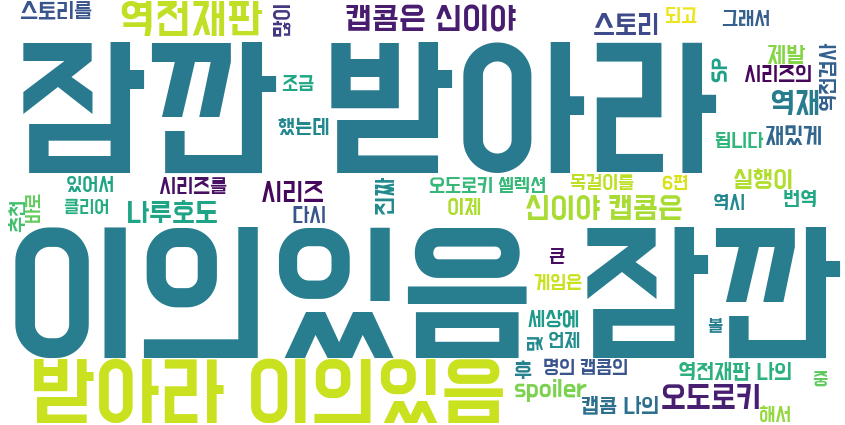 스토리를
역전재판
많이
캡콤은 신이야
스토리
되고
그래서
잠깐 받아라
조금
했는데
SP
제발
시리즈의
역전검사
역재
됩니다
재밌게
있어서
시리즈를
시리즈
진짜
오도로키 셀렉션
목걸이들
6편
실행이
추천
바로
클리어
나루호도
다시
이제
신이야 캡콤은
역시
번역
이의있음
잠깐
큰
게임은
세상에
및
언제
볼
받아라 이의있음
후
명의 캡콤의
역전재판 나의
중
spoiler
캡콤 나의
오도로키
해서